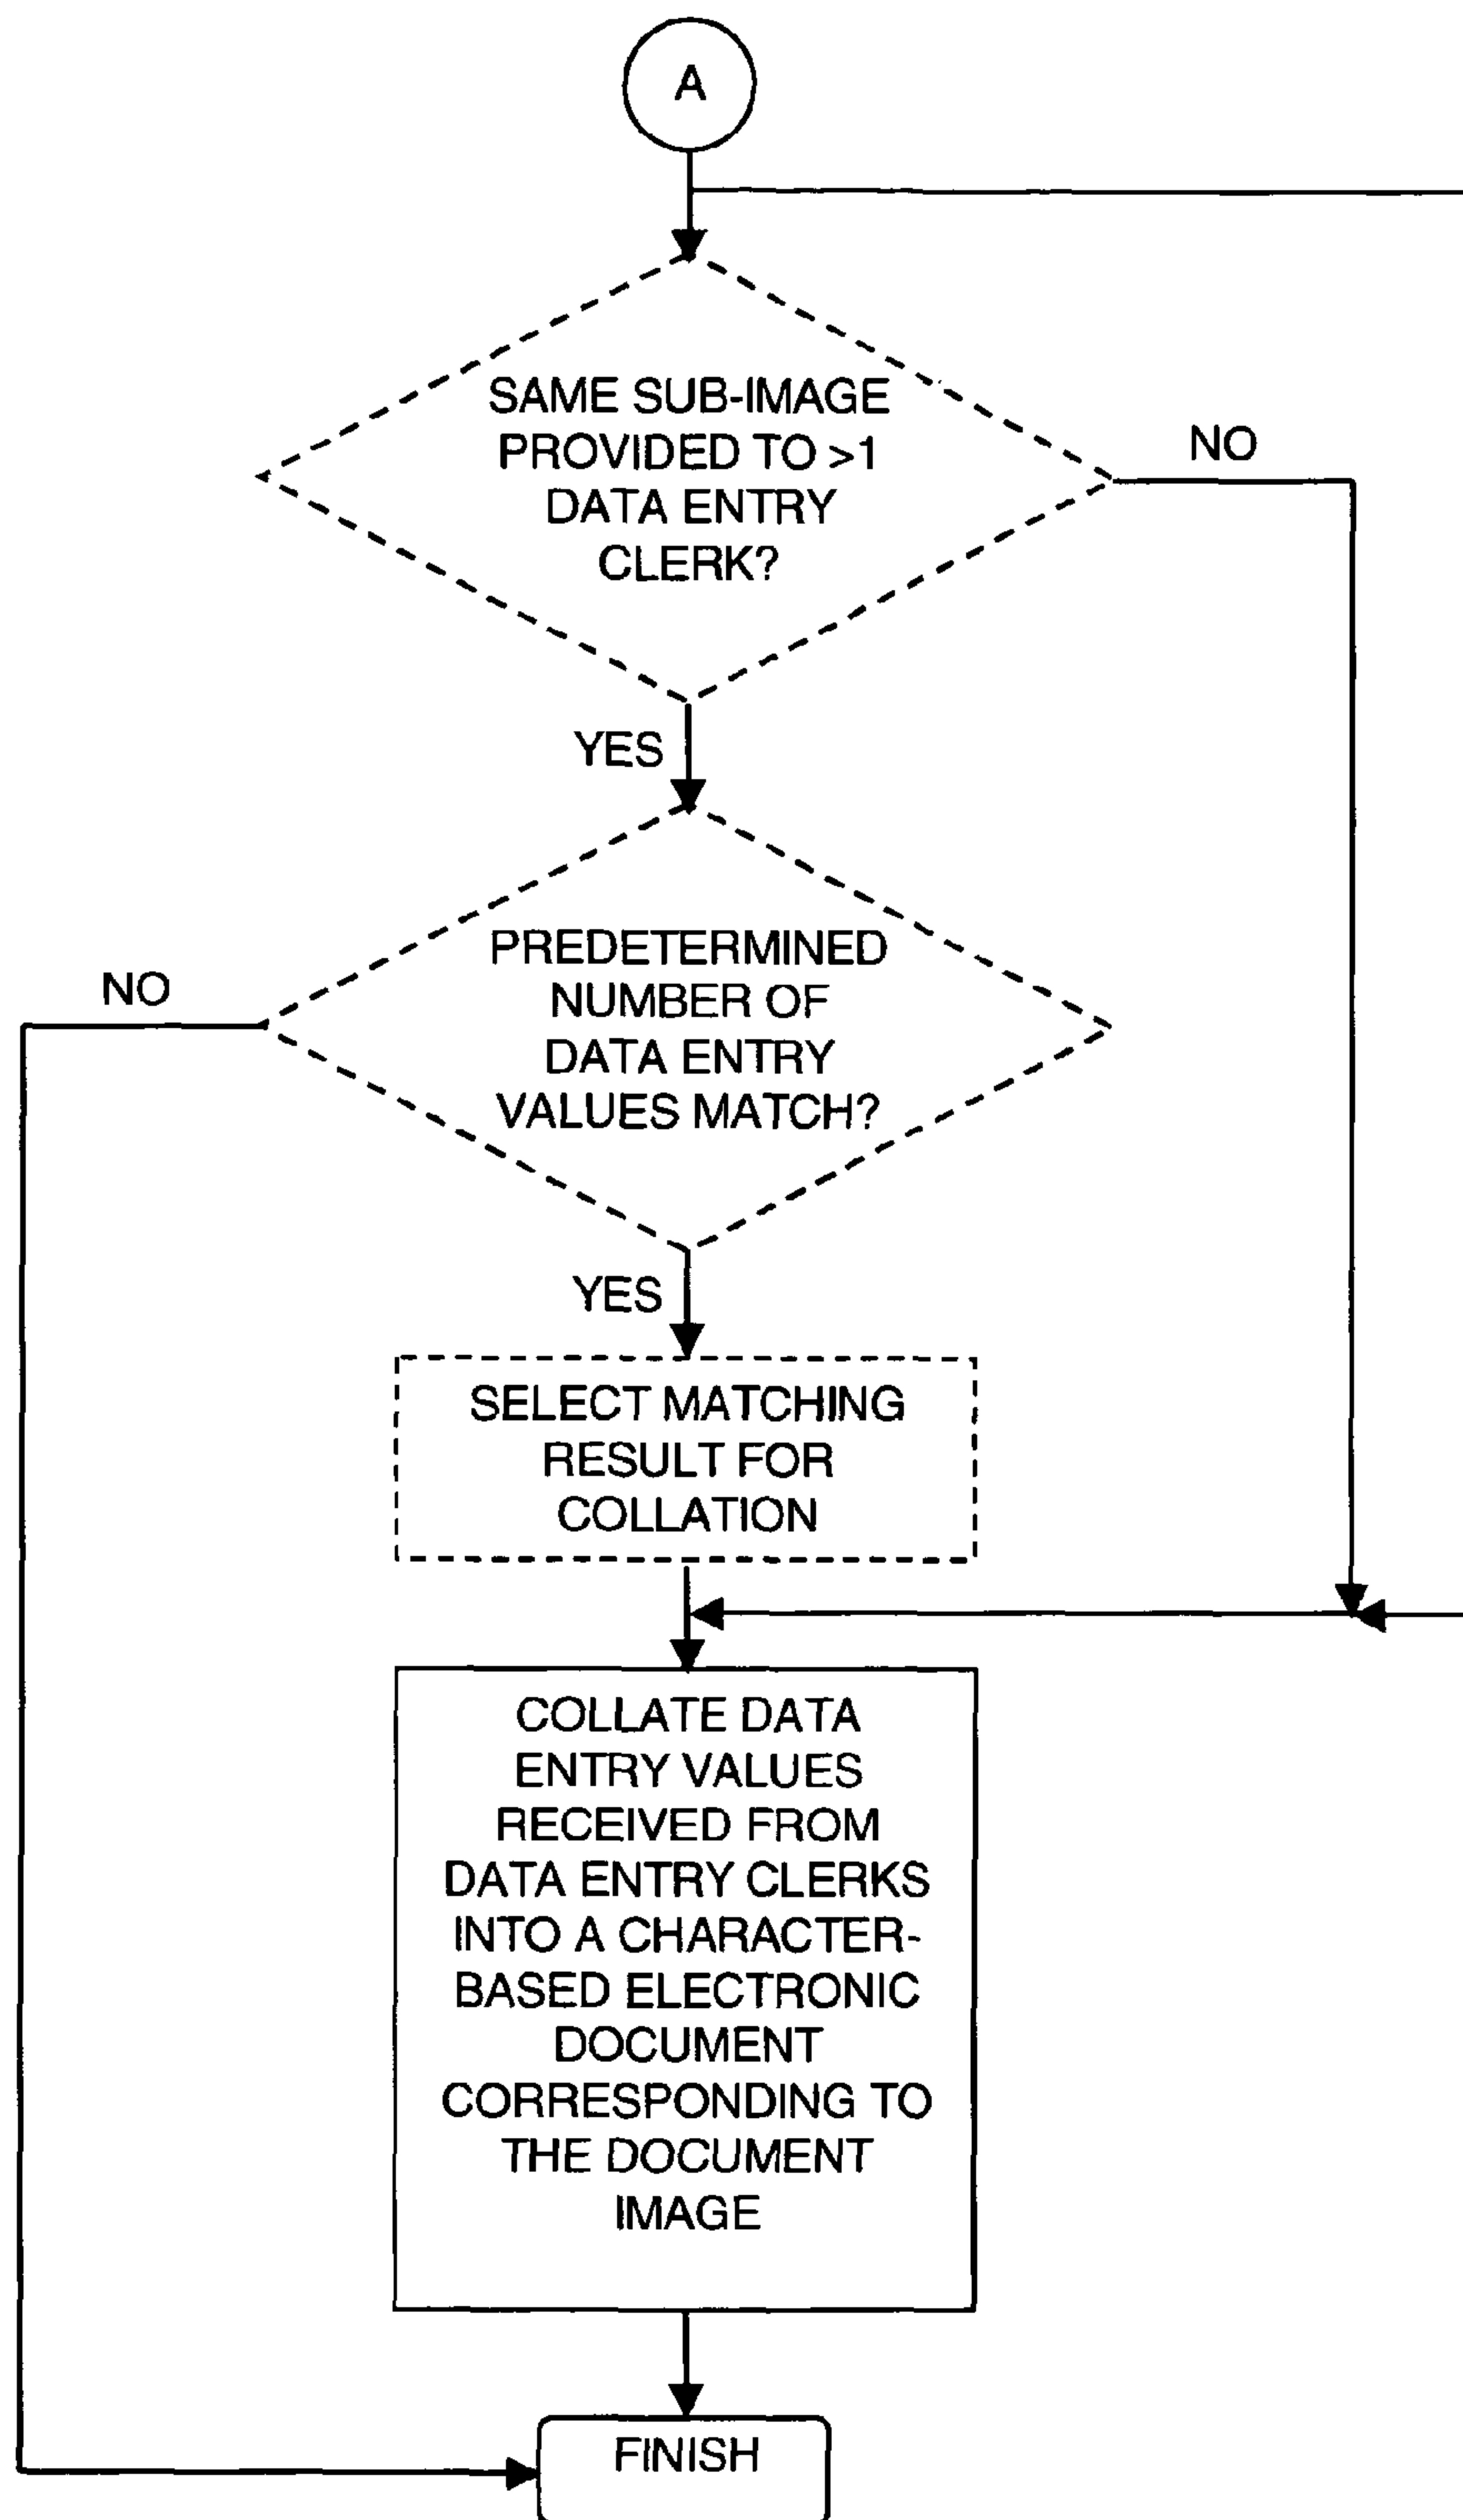 A
SAME SUB-IMAGE
PROVIDED TO >1
DATA ENTRY
CLERK?
NO
YES
PREDETERMINED
NUMBER OF
DATA ENTRY
VALUES MATCH?
NO
YES
SELECT MATCHING
RESULT FOR
COLLATION
COLLATE DATA
ENTRY VALUES
RECEIVED FROM
DATA ENTRY CLERKS
INTO A CHARACTER-
BASED ELECTRONIC
DOCUMENT
CORRESPONDING TO
THE DOCUMENT
IMAGE
FINISH